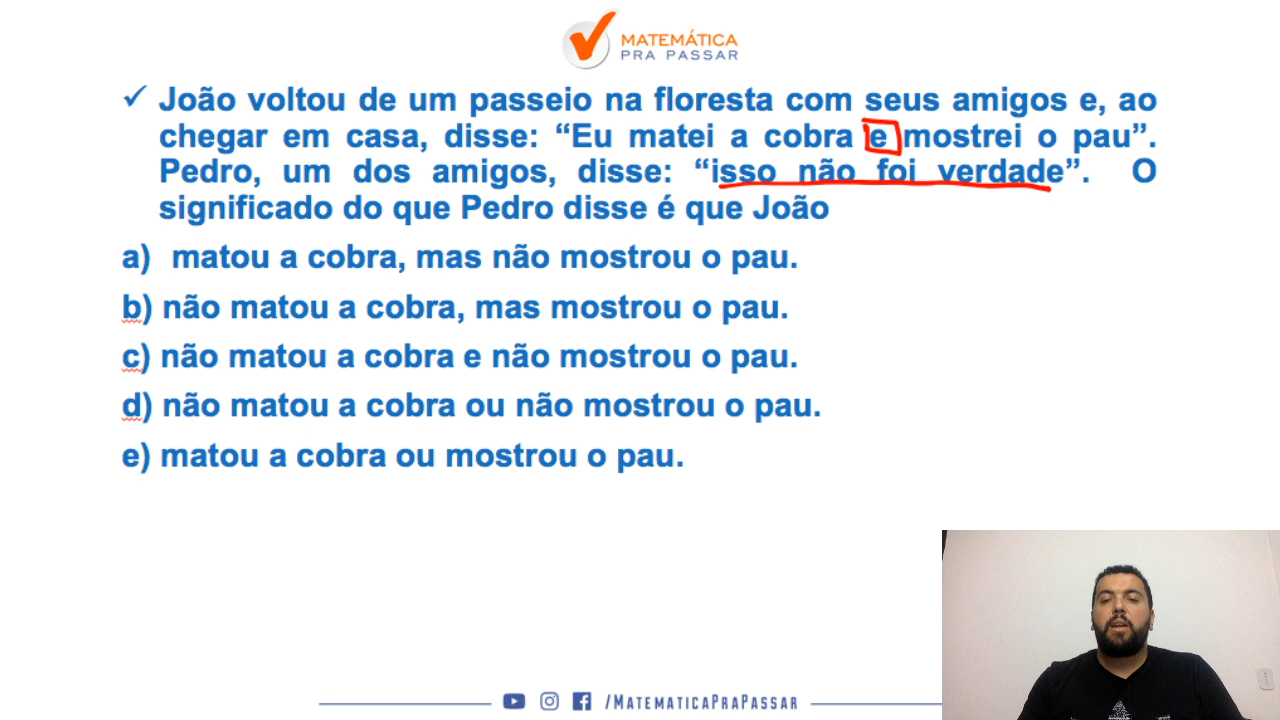 MATEMÁTICA
PRA PASSAR
✓ João voltou de um passeio na floresta com seus amigos e, ao
chegar em casa, disse: “Eu matei a cobra e mostrei o pau”.
Pedro, um dos amigos, disse: “isso não foi verdade”. O
significado do que Pedro disse é que João
a) matou a cobra, mas não mostrou o pau.
b) não matou a cobra, mas mostrou o pau.
c) não matou a cobra e não mostrou o pau.
d) não matou a cobra ou não mostrou o pau.
e) matou a cobra ou mostrou o pau.
/MATEMATICAPRAPASSAR